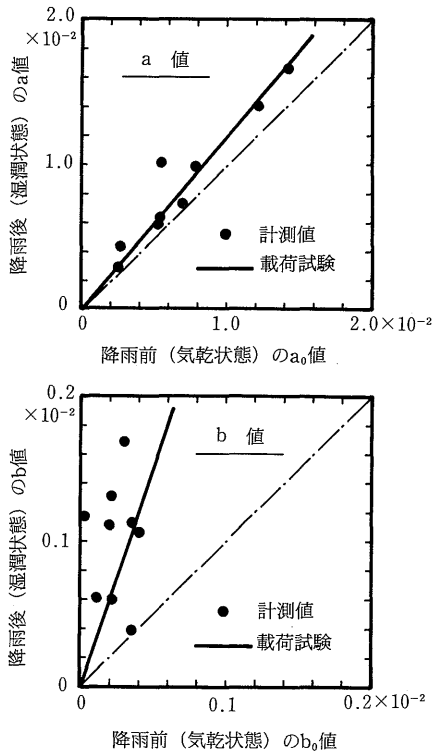 2.0
×10⁻²
a 値
降雨後（湿潤状態）のa値
1.0
計測値
載荷試験
0
0
1.0
2.0×10⁻²
降雨前（気乾状態）のa₀値
0.2
×10⁻²
b 値
降雨後（湿潤状態）のb値
0.1
計測値
載荷試験
0
0
0.1
0.2×10⁻²
降雨前（気乾状態）のb₀値